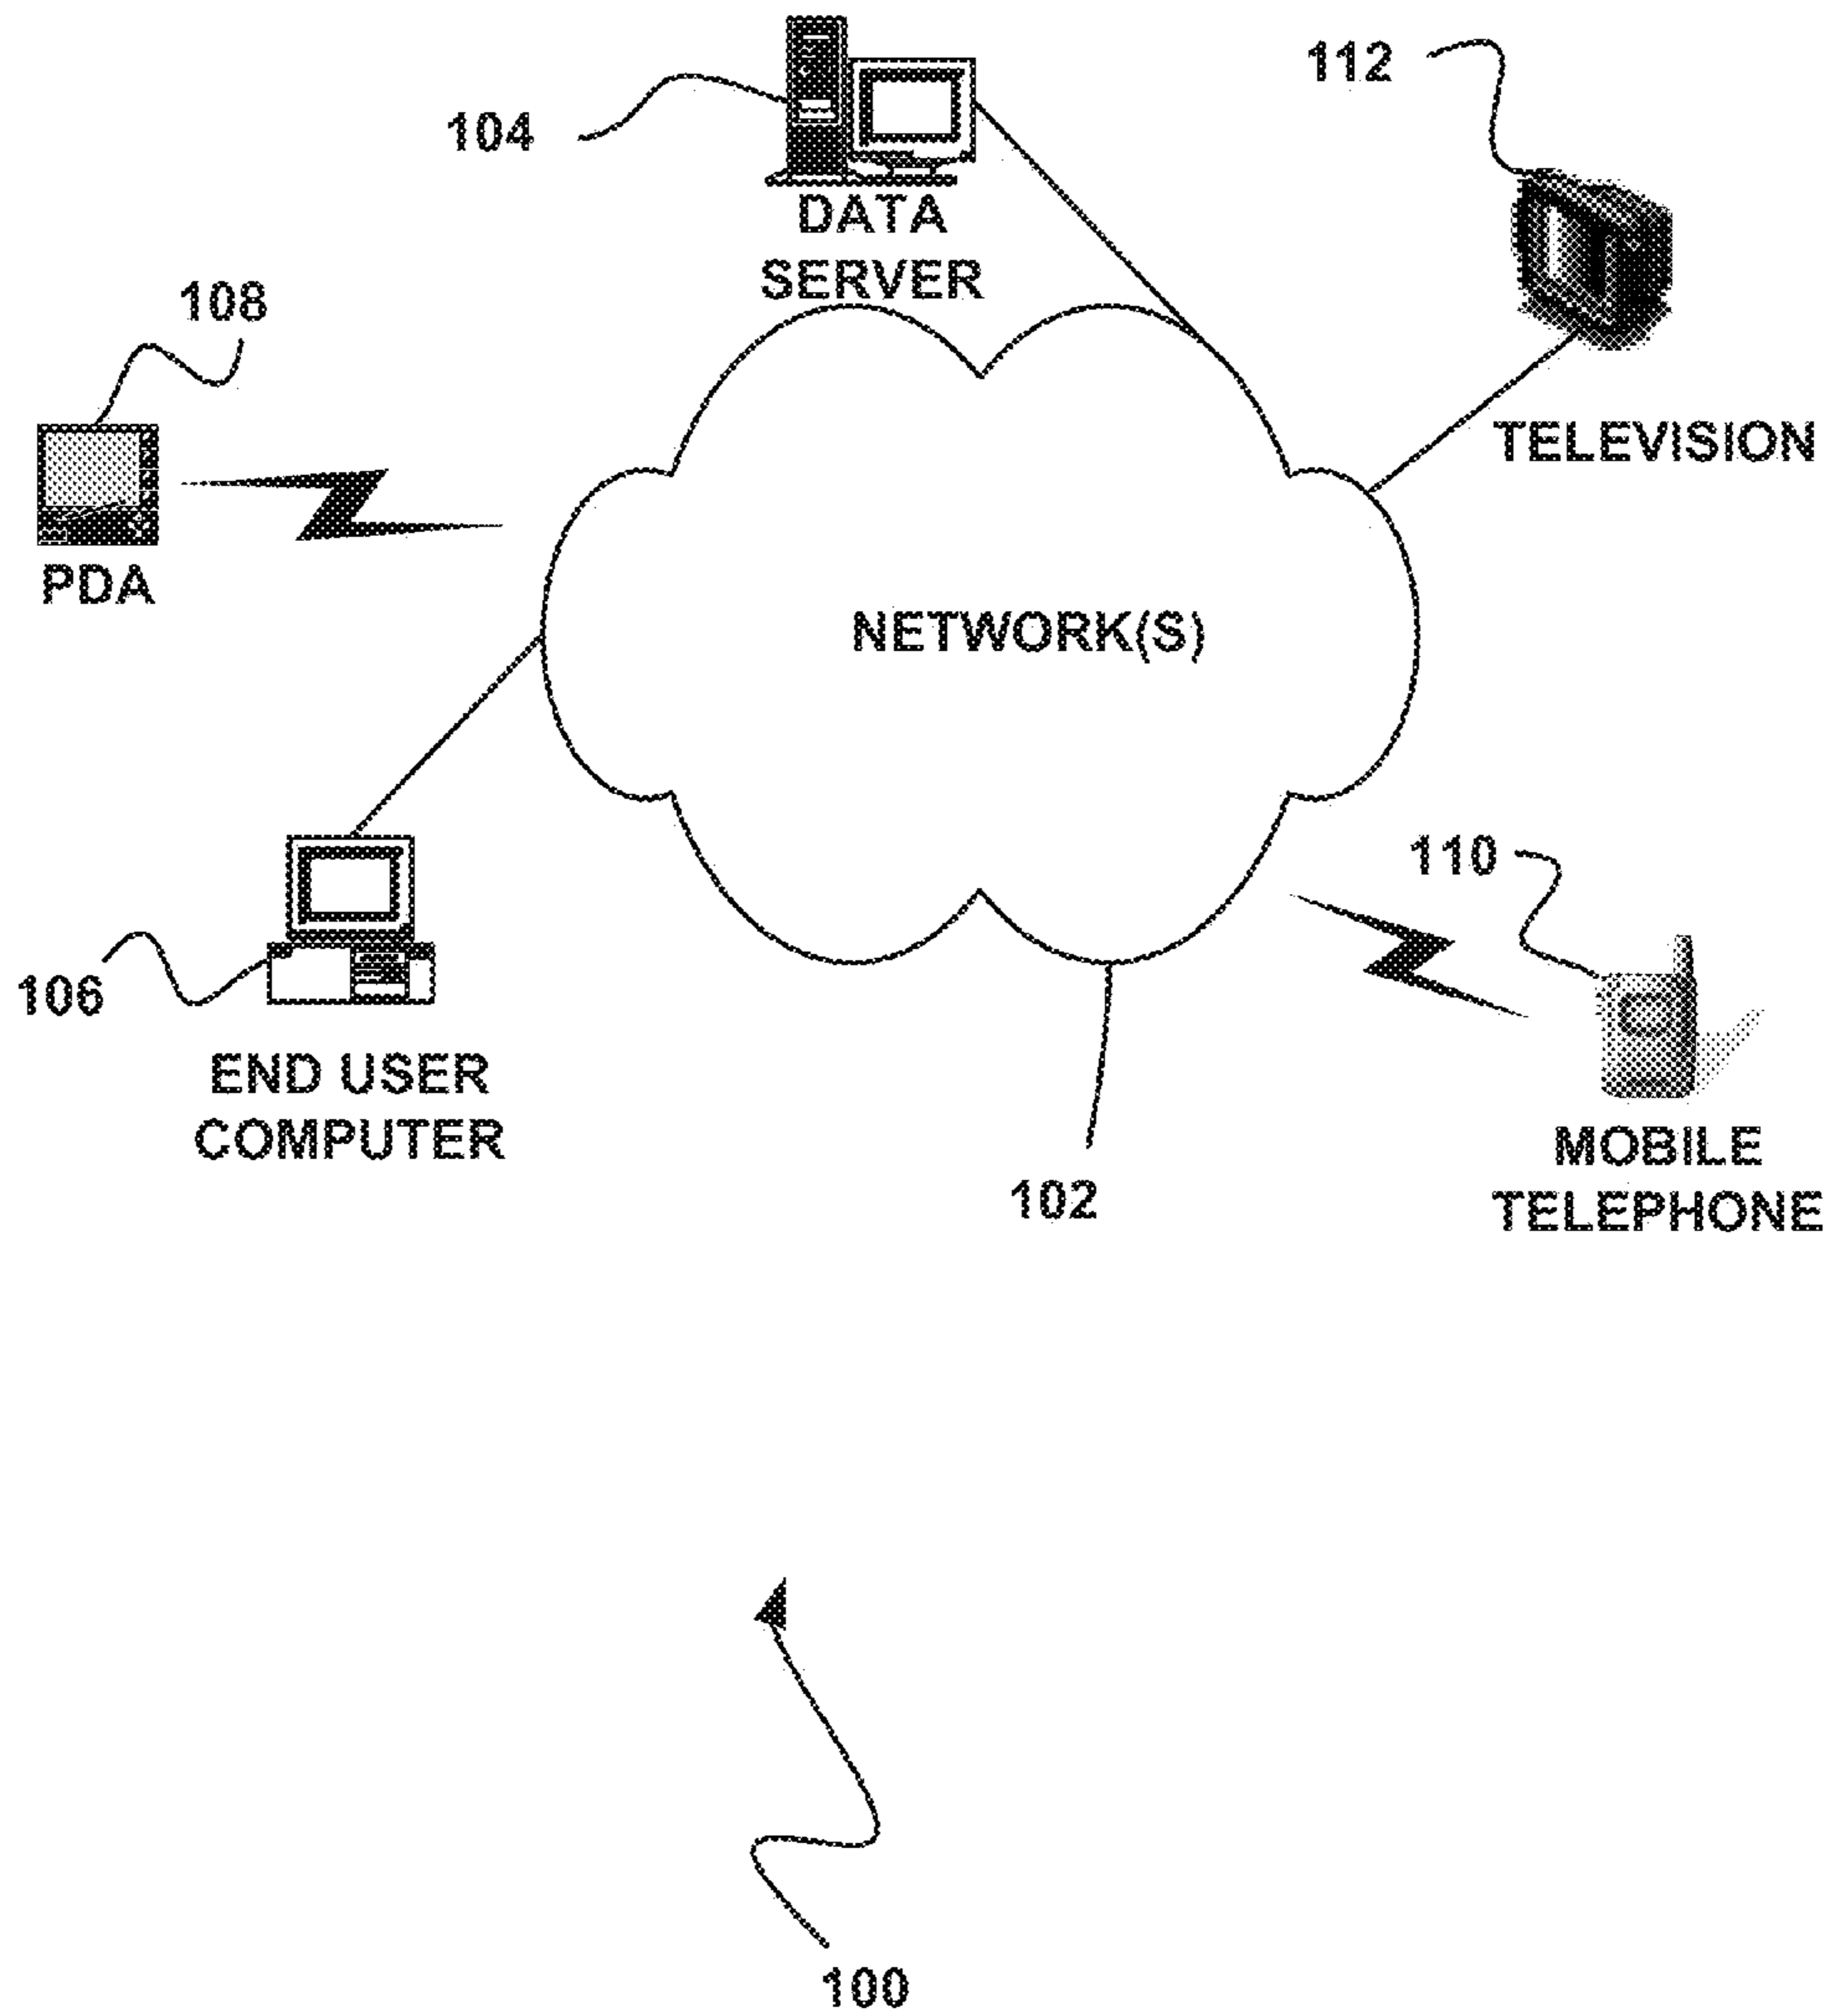 112
104
DATA
SERVER
108
TELEVISION
PDA
NETWORK(S)
110
106
END USER
COMPUTER
MOBILE
TELEPHONE
102
100